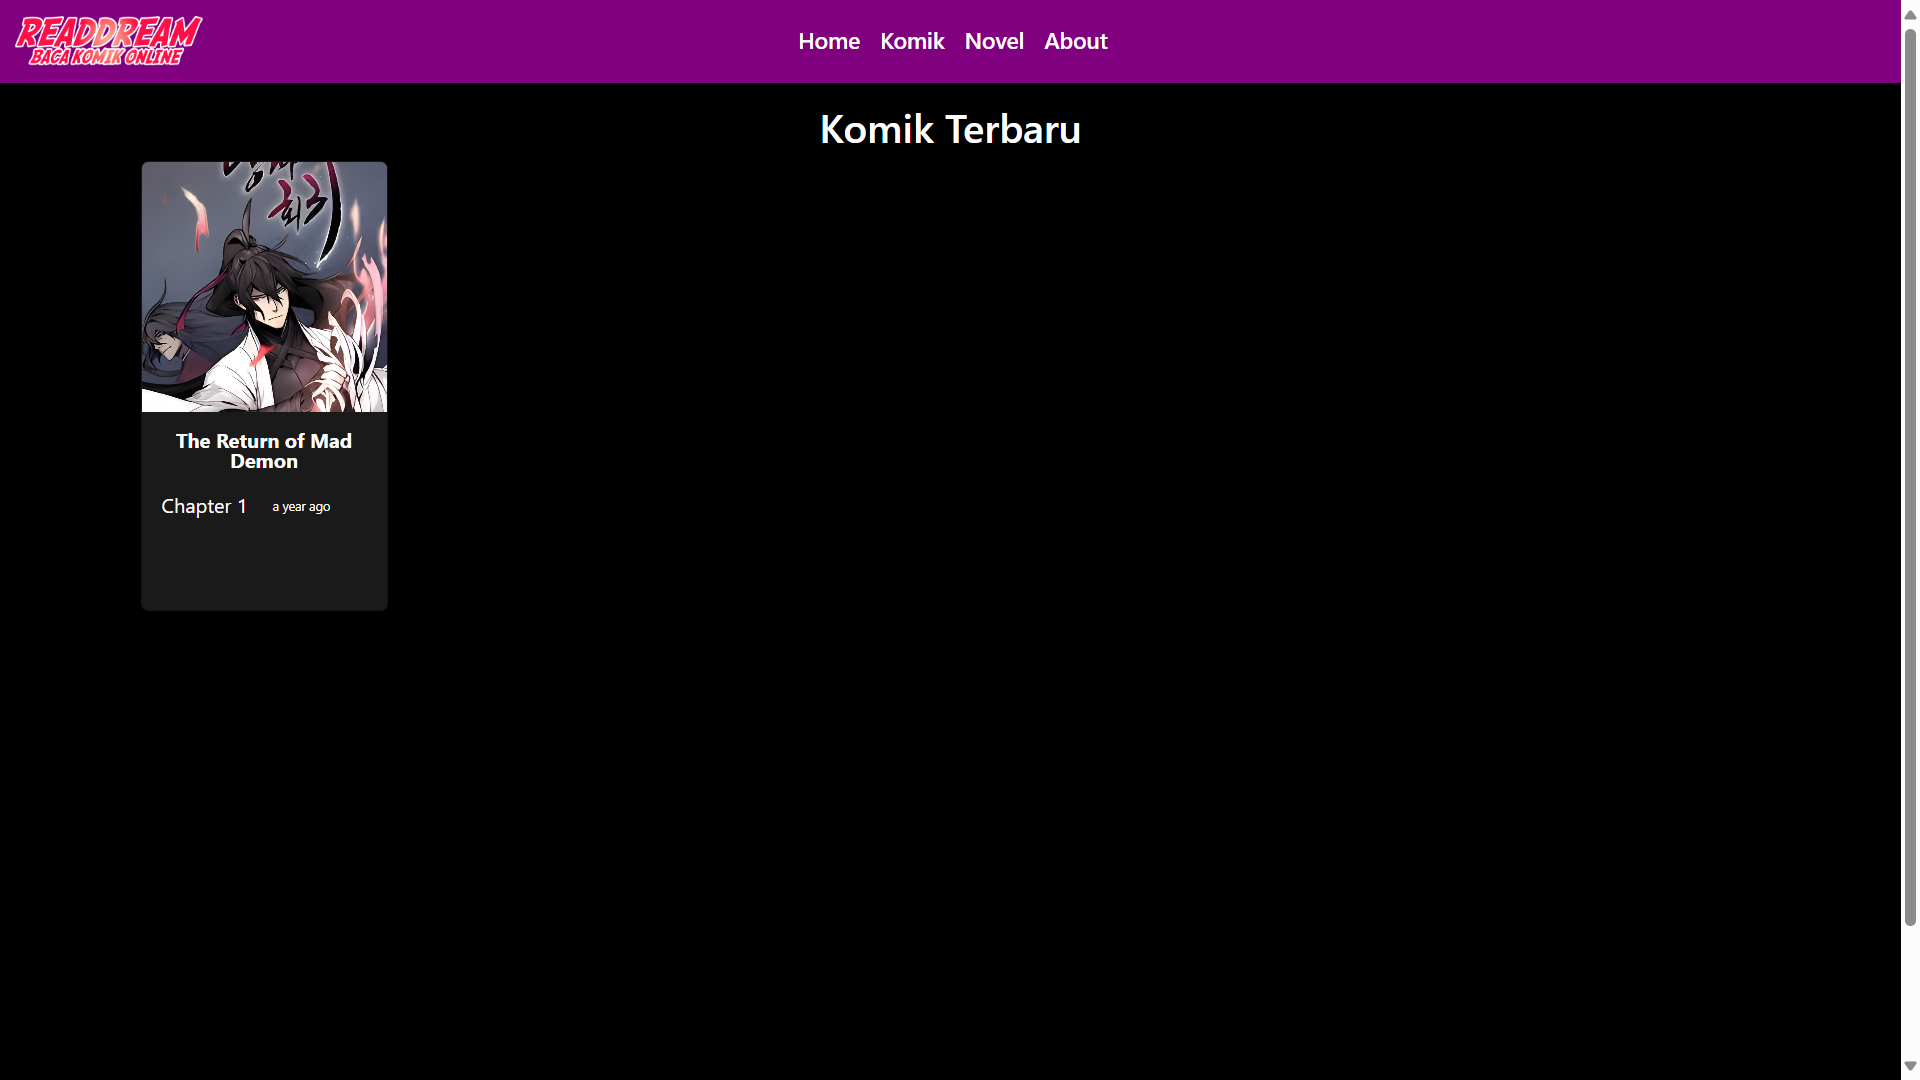 READDREAM
BACA KOMIK ONLINE
Home Komik Novel About
Komik Terbaru
The Return of Mad
Demon
Chapter 1 a year ago